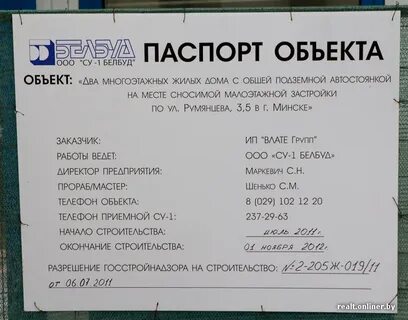 БЕЛБУД
ООО "СУ-1 БЕЛБУД"
ПАСПОРТ ОБЪЕКТА
ОБЪЕКТ: «Два многоэтажных жилых дома с общей подземной автостоянкой
на месте сносимой малоэтажной застройки
по ул. Румянцева, 3,5 в г. Минске»
ЗАКАЗЧИК: ИП "ВЛАТЕ Групп"
РАБОТЫ ВЕДЕТ: ООО «СУ-1 БЕЛБУД»
ДИРЕКТОР ПРЕДПРИЯТИЯ: Маркевич С.Н.
ПРОРАБ/МАСТЕР: Шенько С.М.
ТЕЛЕФОН ОБЪЕКТА: 8 (029) 102 12 20
ТЕЛЕФОН ПРИЕМНОЙ СУ-1: 237-29-63
НАЧАЛО СТРОИТЕЛЬСТВА: июль 2011г.
ОКОНЧАНИЕ СТРОИТЕЛЬСТВА: 01 ноября 2012г.
РАЗРЕШЕНИЕ ГОССТРОЙНАДЗОРА НА СТРОИТЕЛЬСТВО: №2-205Ж-019/11
от 06.07.2011
realt.onliner.by